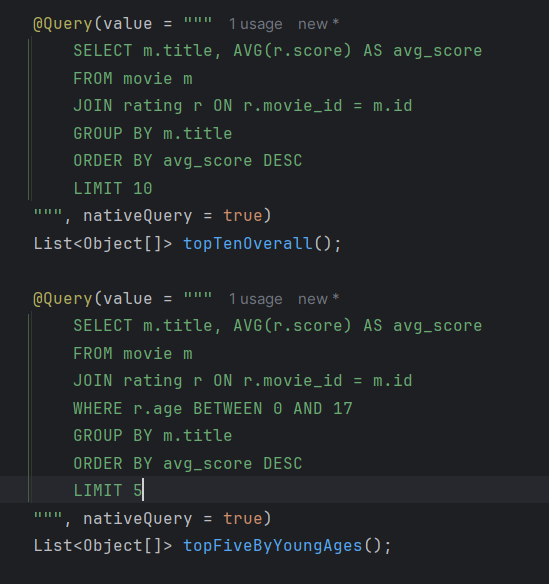 @Query(value = """ 1 usage new *
SELECT m.title, AVG(r.score) AS avg_score
FROM movie m
JOIN rating r ON r.movie_id = m.id
GROUP BY m.title
ORDER BY avg_score DESC
LIMIT 10
""", nativeQuery = true)
List<Object[]> topTenOverall();
@Query(value = """ 1 usage new *
SELECT m.title, AVG(r.score) AS avg_score
FROM movie m
JOIN rating r ON r.movie_id = m.id
WHERE r.age BETWEEN 0 AND 17
GROUP BY m.title
ORDER BY avg_score DESC
LIMIT 5
""", nativeQuery = true)
List<Object[]> topFiveByYoungAges();